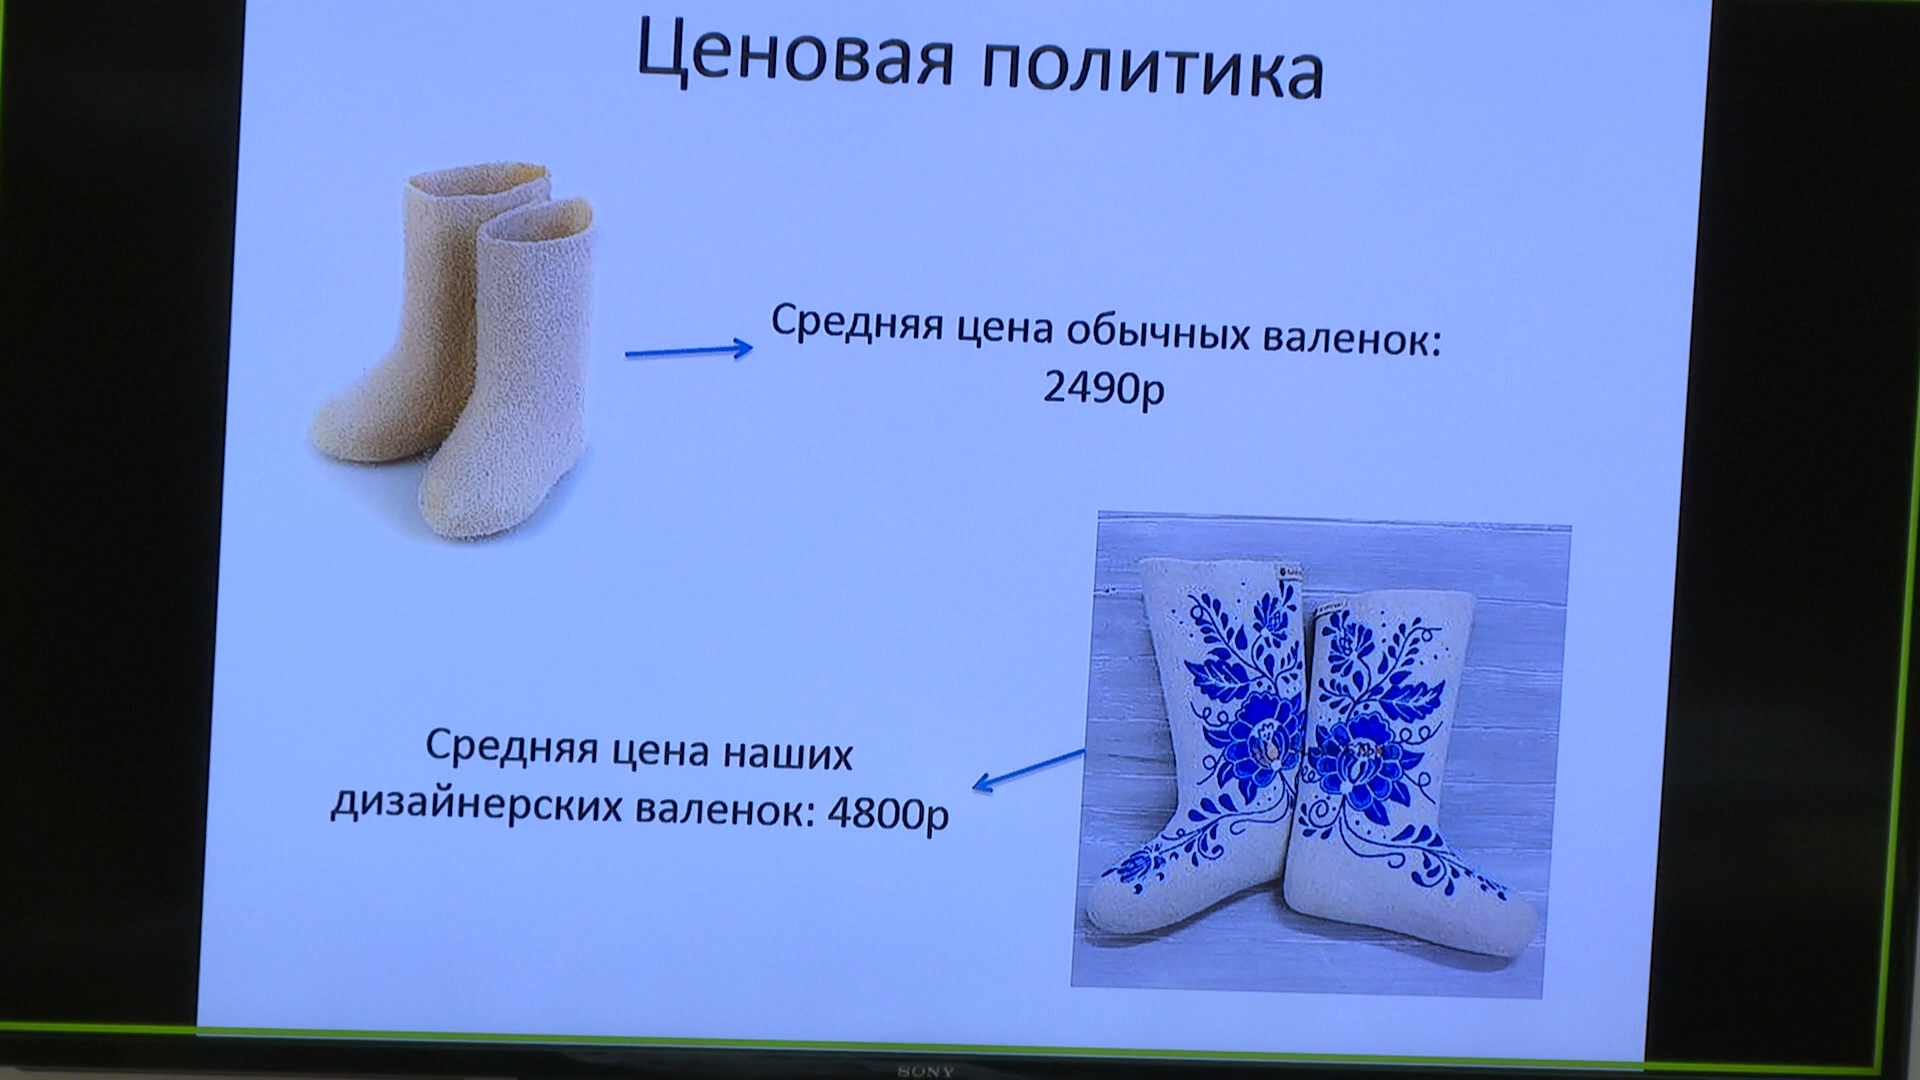 Ценовая политика
Средняя цена обычных валенок:
2490р
Средняя цена наших
дизайнерских валенок: 4800р
SONY